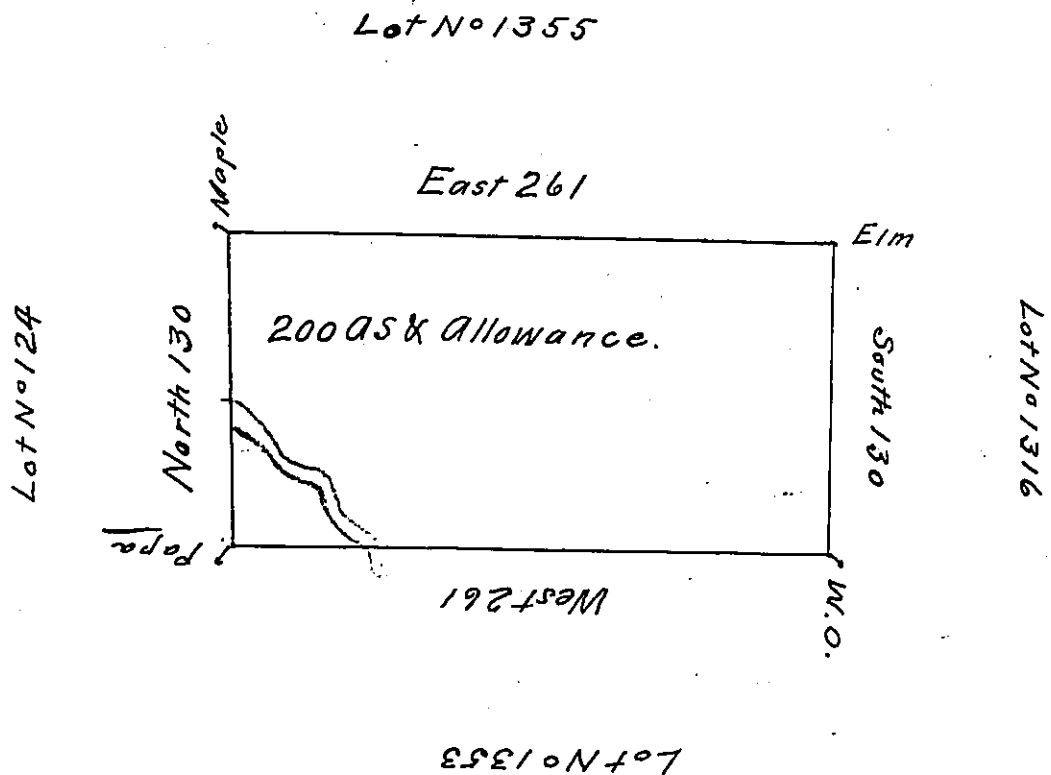 Lot No 1355
Maple
East 261
Elm
200 as & allowance.
Lot No 124
North 130
South 130
Lot No 1316
Papa
West 261
W.O.
Lot No 1353